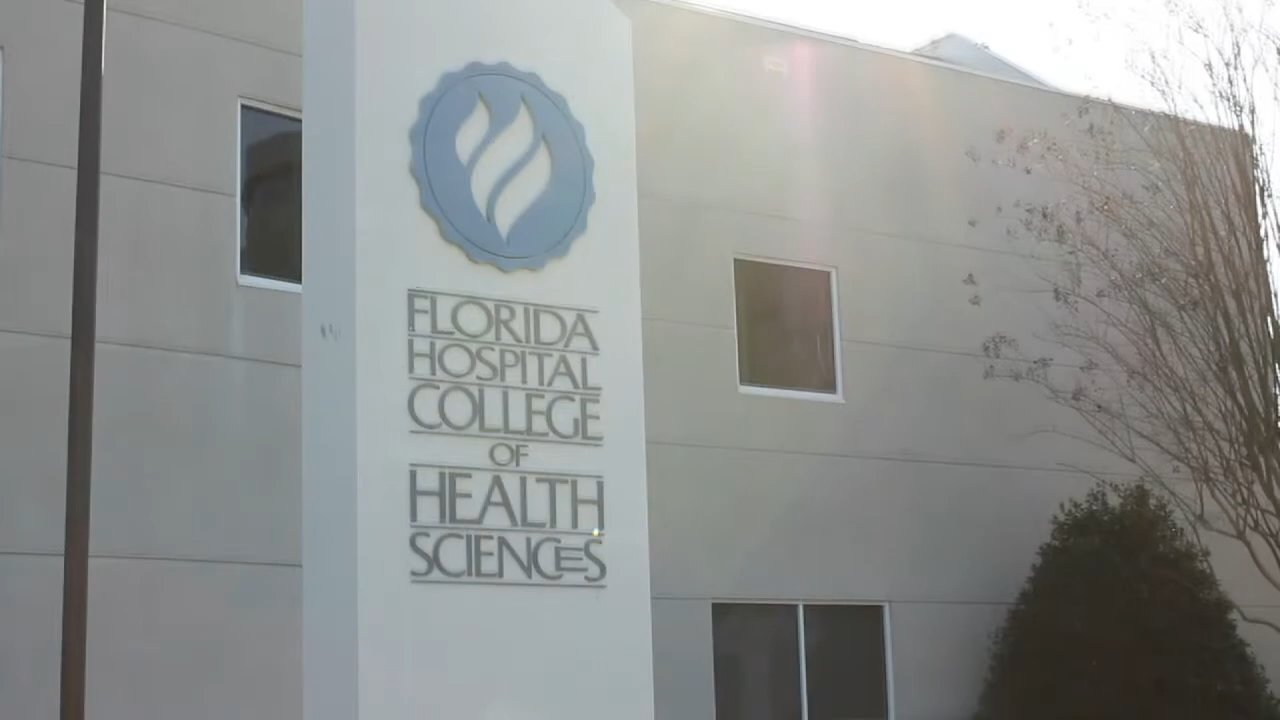 FLORIDA
HOSPITAL
COLLEGE
OF
HEALTH
SCIENCES